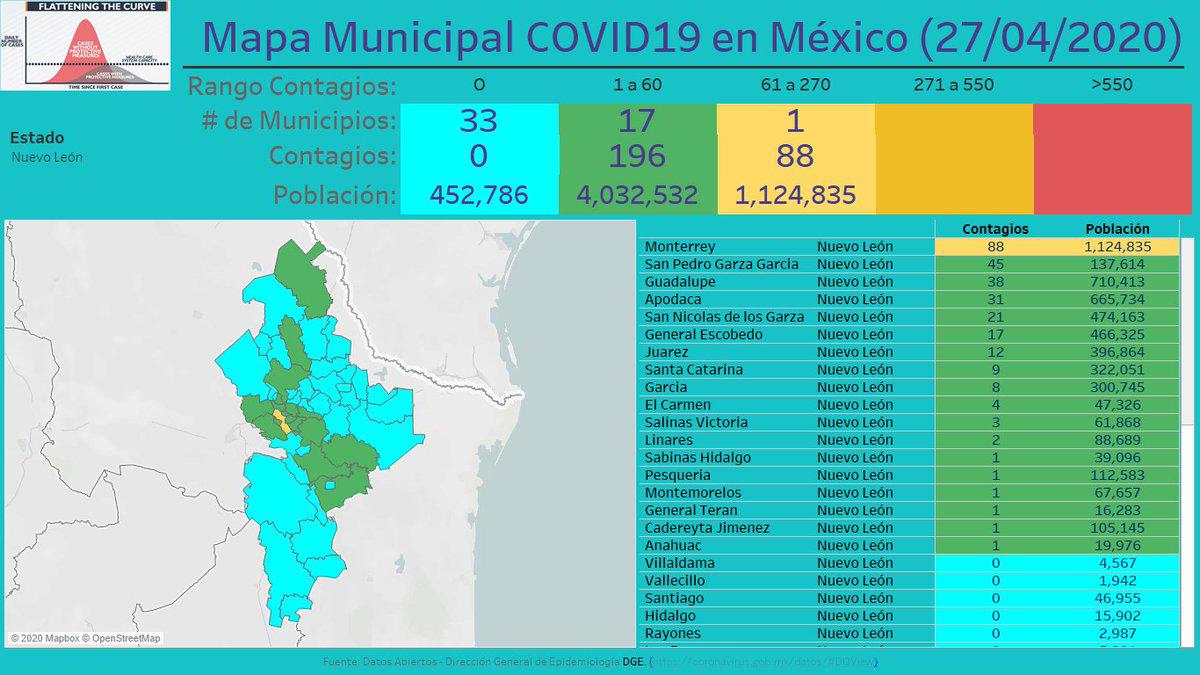 FLATTENING THE CURVE
DAILY
NUMBER
OF CASES
CASES
WITHOUT
PROTECTIVE
MEASURES
HEALTH CARE
SYSTEM CAPACITY
CASES WITH
PROTECTIVE MEASURES
TIME SINCE FIRST CASE
Mapa Municipal COVID19 en México (27/04/2020)
Rango Contagios: 0 1 a 60 61 a 270 271 a 550 >550
# de Municipios: 33 17 1
Contagios: 0 196 88
Población: 452,786 4,032,532 1,124,835
Estado
Nuevo León
Contagios Población
Monterrey Nuevo León 88 1,124,835
San Pedro Garza Garcia Nuevo León 45 137,614
Guadalupe Nuevo León 38 710,413
Apodaca Nuevo León 31 665,734
San Nicolas de los Garza Nuevo León 21 474,163
General Escobedo Nuevo León 17 466,325
Juarez Nuevo León 12 396,864
Santa Catarina Nuevo León 9 322,051
Garcia Nuevo León 8 300,745
El Carmen Nuevo León 4 47,326
Salinas Victoria Nuevo León 3 61,868
Linares Nuevo León 2 88,689
Sabinas Hidalgo Nuevo León 1 39,096
Pesqueria Nuevo León 1 112,583
Montemorelos Nuevo León 1 67,657
General Teran Nuevo León 1 16,283
Cadereyta Jimenez Nuevo León 1 105,145
Anahuac Nuevo León 1 19,976
Villaldama Nuevo León 0 4,567
Vallecillo Nuevo León 0 1,942
Santiago Nuevo León 0 46,955
Hidalgo Nuevo León 0 15,902
Rayones Nuevo León 0 2,987
© 2020 Mapbox © OpenStreetMap
Fuente: Datos Abiertos - Dirección General de Epidemiología DGE. (https://coronavirus.gob.mx/datos/#DOView)